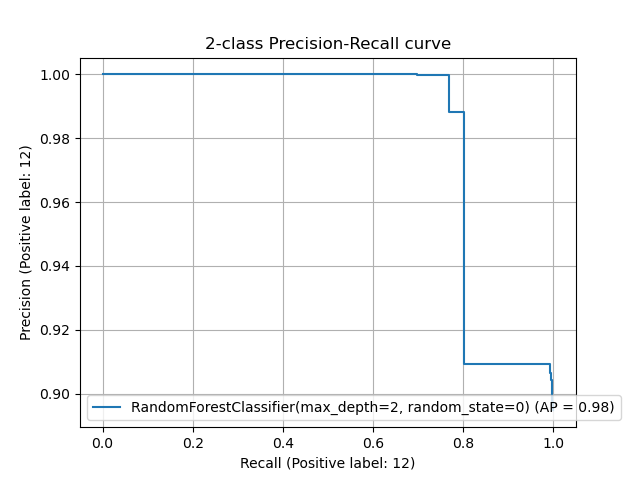 2-class Precision-Recall curve
Precision (Positive label: 12)
1.00
0.98
0.96
0.94
0.92
0.90
RandomForestClassifier(max_depth=2, random_state=0) (AP = 0.98)
0.0 0.2 0.4 0.6 0.8 1.0
Recall (Positive label: 12)